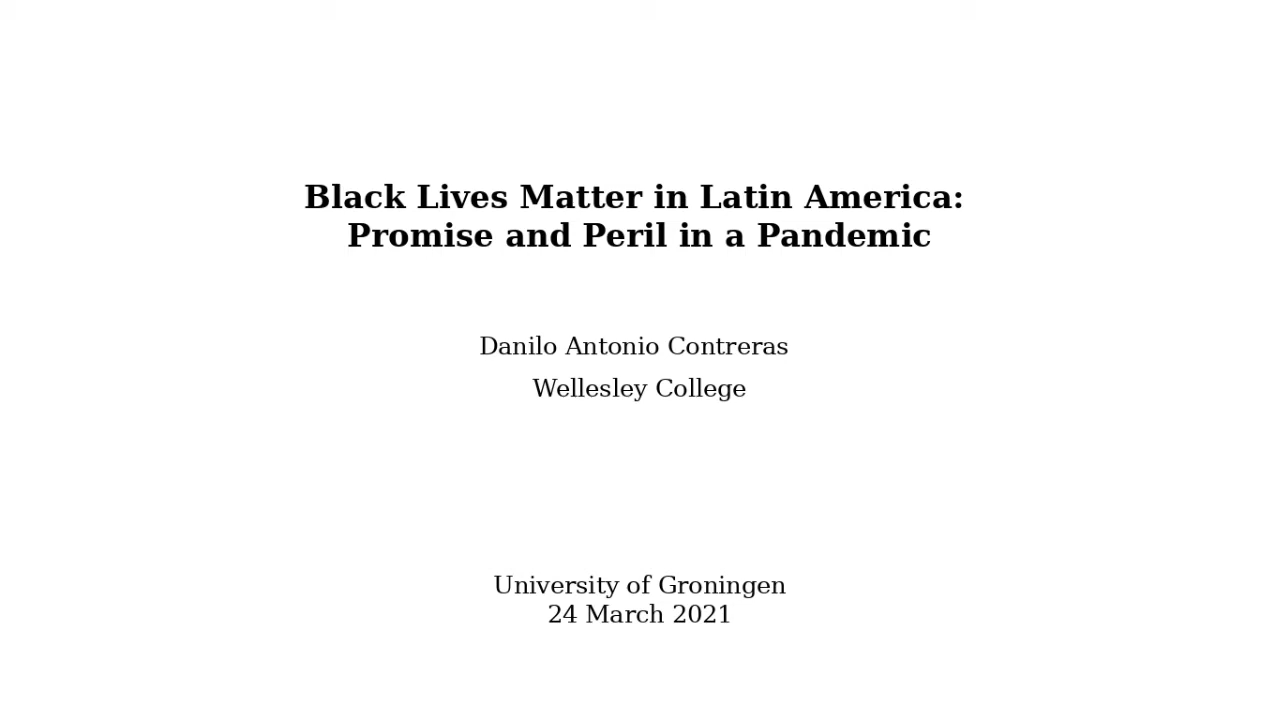 Black Lives Matter in Latin America:
Promise and Peril in a Pandemic
Danilo Antonio Contreras
Wellesley College
University of Groningen
24 March 2021